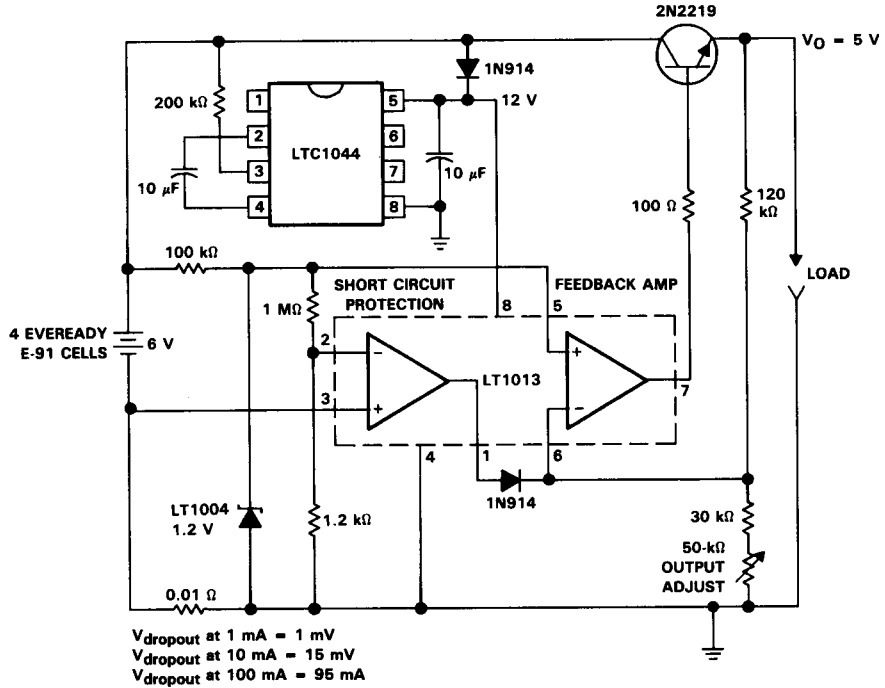 2N2219
VO = 5 V
1N914
12 V
200 kΩ
1
2
3
4
LTC1044
5
6
7
8
10 μF
10 μF
100 Ω
120
kΩ
100 kΩ
LOAD
SHORT CIRCUIT
PROTECTION
FEEDBACK AMP
1 MΩ
8
5
4 EVEREADY
E-91 CELLS
6 V
2
−
+
LT1013
3
+
−
7
4
1
6
1N914
LT1004
1.2 V
1.2 kΩ
30 kΩ
50-kΩ
OUTPUT
ADJUST
0.01 Ω
Vdropout at 1 mA = 1 mV
Vdropout at 10 mA = 15 mV
Vdropout at 100 mA = 95 mA